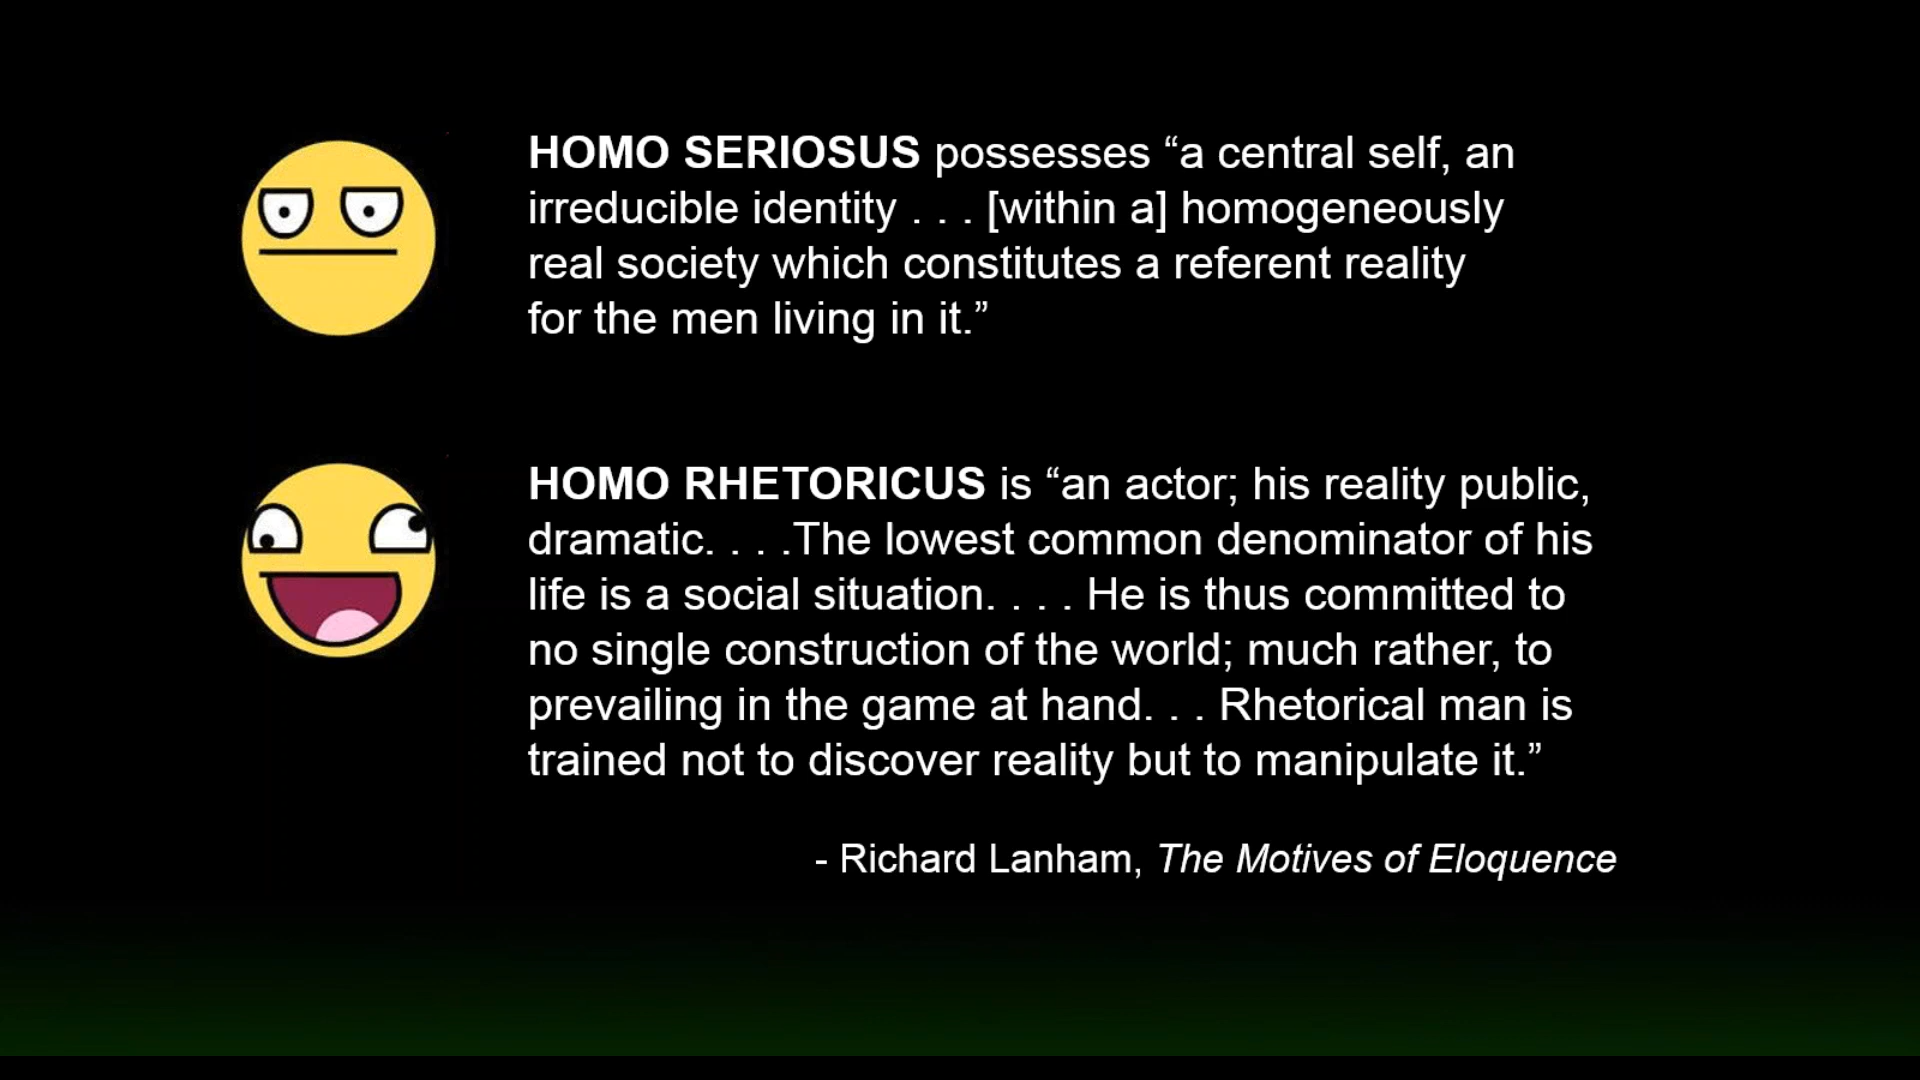 HOMO SERIOSUS possesses “a central self, an
irreducible identity . . . [within a] homogeneously
real society which constitutes a referent reality
for the men living in it.”
HOMO RHETORICUS is “an actor; his reality public,
dramatic. . . .The lowest common denominator of his
life is a social situation. . . . He is thus committed to
no single construction of the world; much rather, to
prevailing in the game at hand. . . Rhetorical man is
trained not to discover reality but to manipulate it.”
- Richard Lanham, The Motives of Eloquence